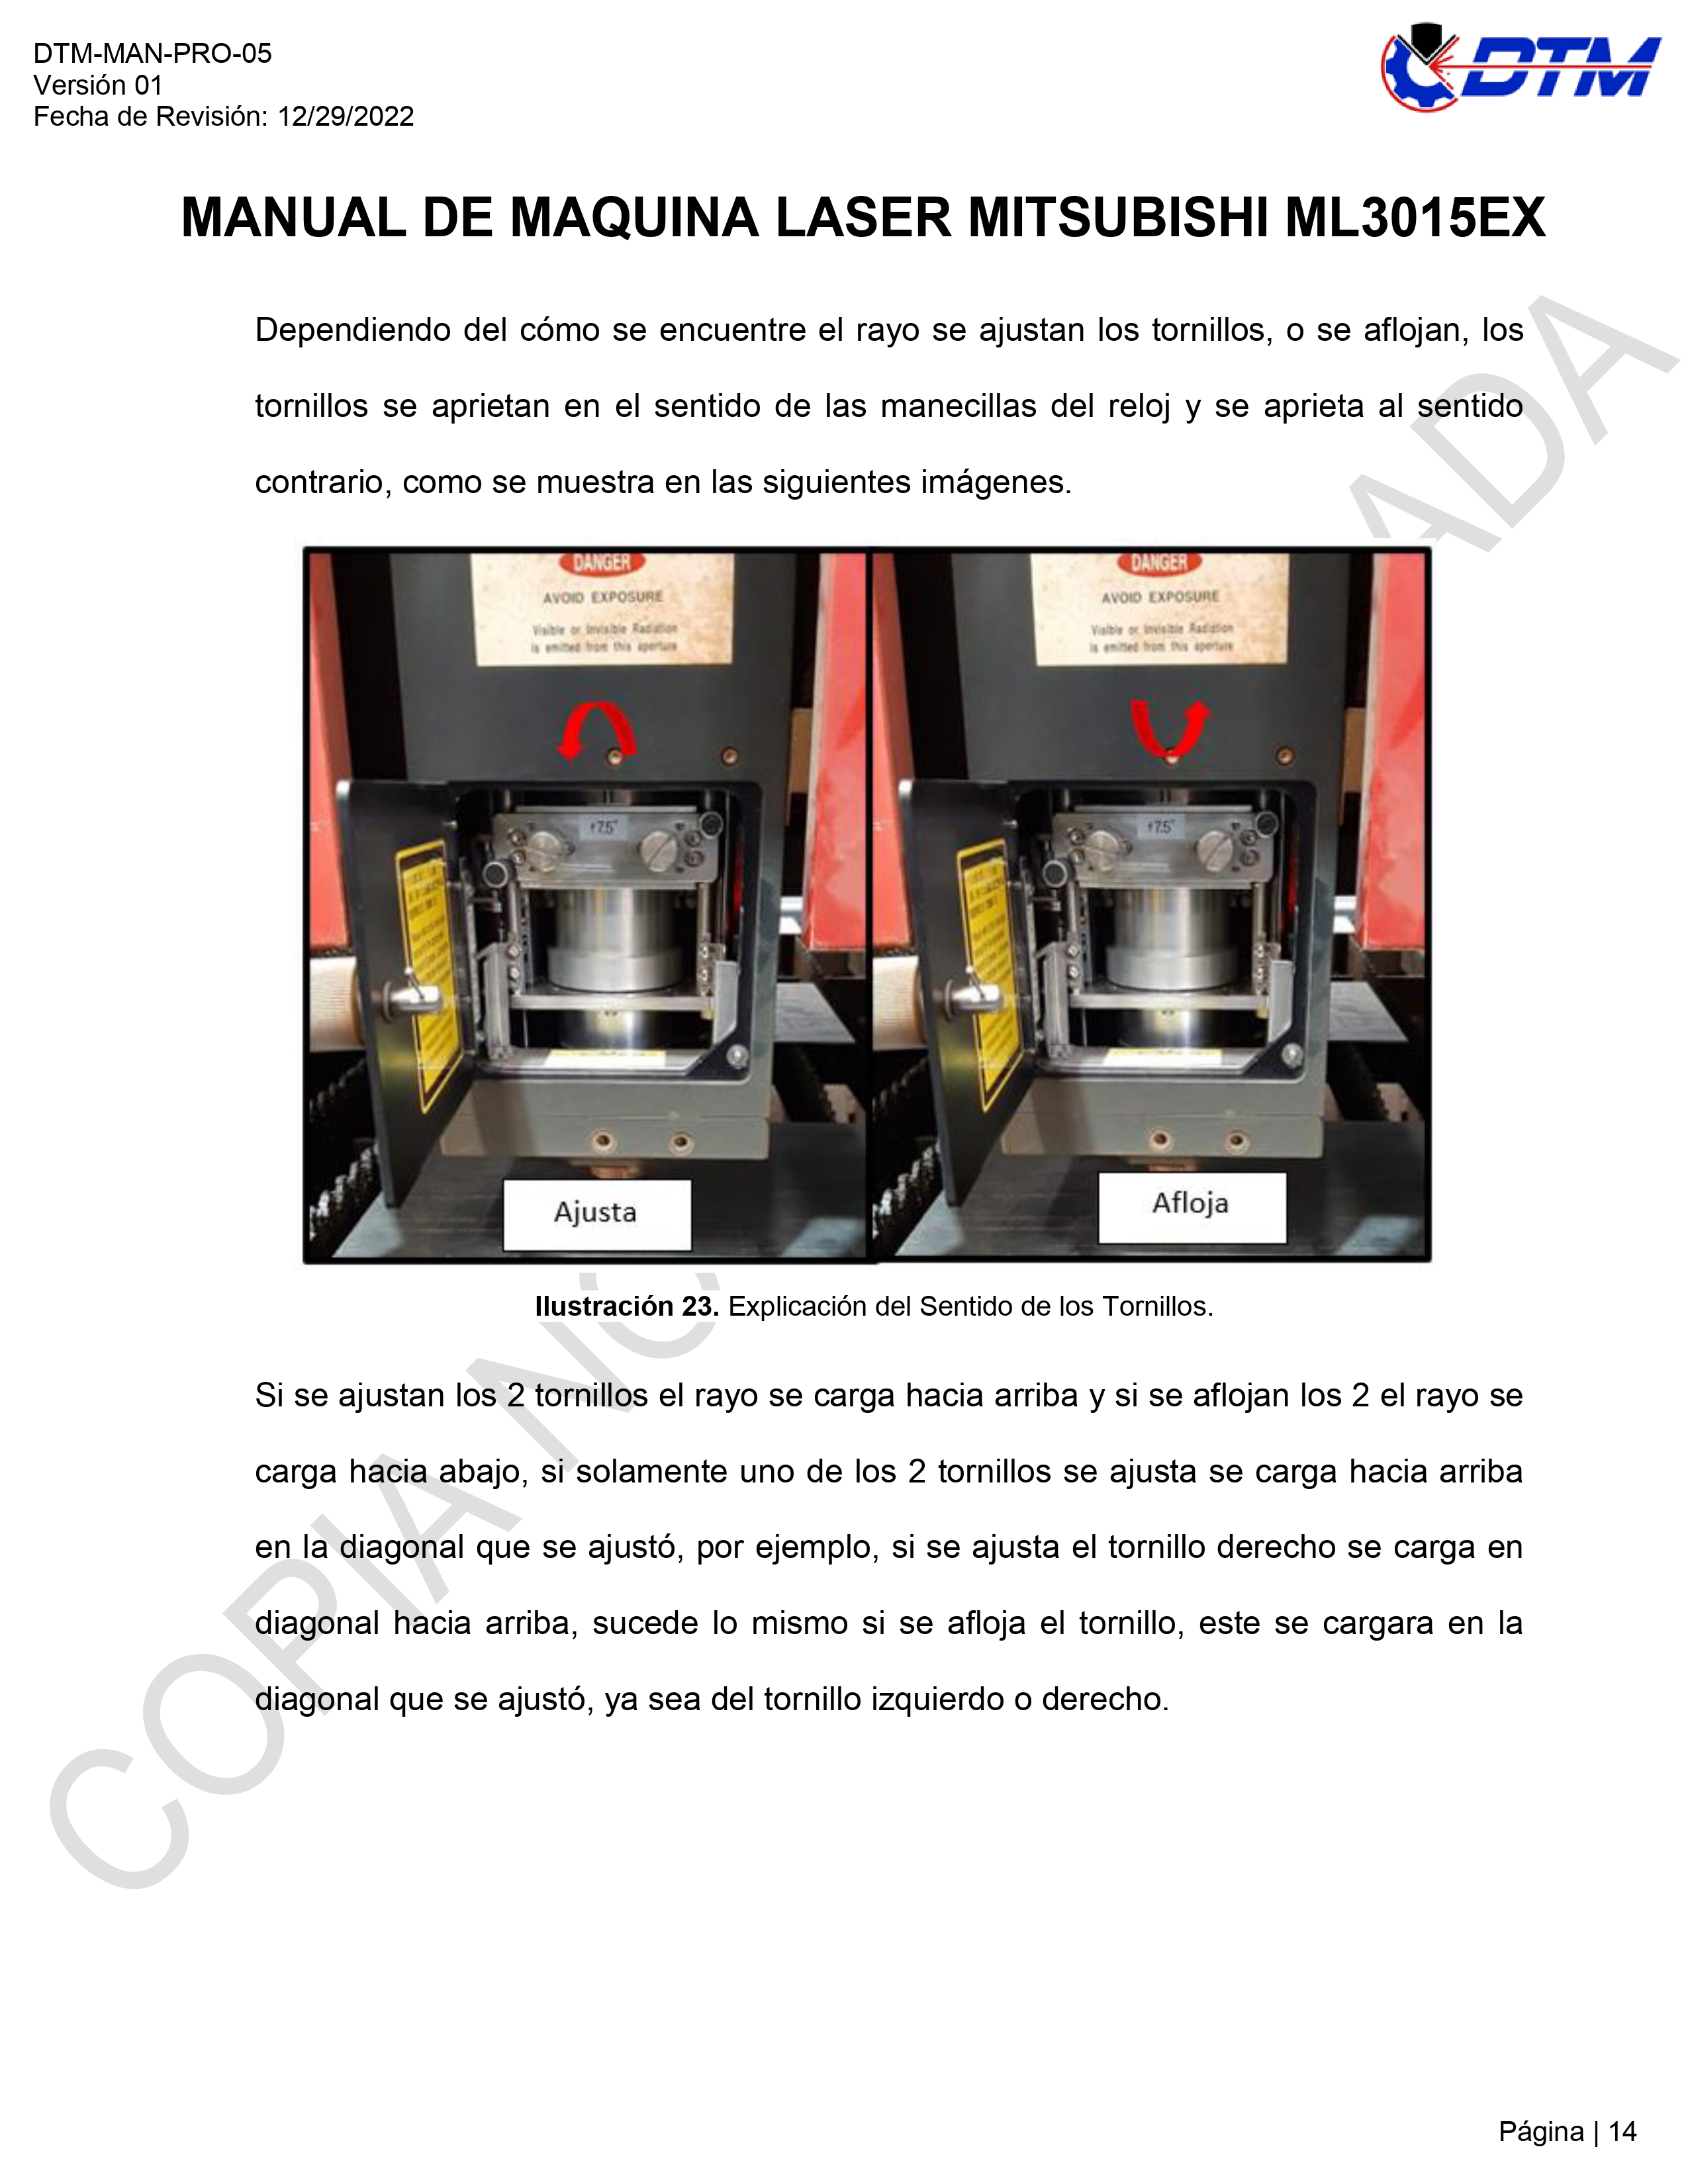 DTM-MAN-PRO-05
Versión 01
Fecha de Revisión: 12/29/2022
DTM
MANUAL DE MAQUINA LASER MITSUBISHI ML3015EX
Dependiendo del cómo se encuentre el rayo se ajustan los tornillos, o se aflojan, los
tornillos se aprietan en el sentido de las manecillas del reloj y se aprieta al sentido
contrario, como se muestra en las siguientes imágenes.
DANGER
AVOID EXPOSURE
Visible or Invisible Radiation
is emitted from this aperture
7.5"
Ajusta
DANGER
AVOID EXPOSURE
Visible or Invisible Radiation
is emitted from this aperture
7.5"
Afloja
Ilustración 23. Explicación del Sentido de los Tornillos.
Si se ajustan los 2 tornillos el rayo se carga hacia arriba y si se aflojan los 2 el rayo se
carga hacia abajo, si solamente uno de los 2 tornillos se ajusta se carga hacia arriba
en la diagonal que se ajustó, por ejemplo, si se ajusta el tornillo derecho se carga en
diagonal hacia arriba, sucede lo mismo si se afloja el tornillo, este se cargara en la
diagonal que se ajustó, ya sea del tornillo izquierdo o derecho.
COPIA
Página | 14